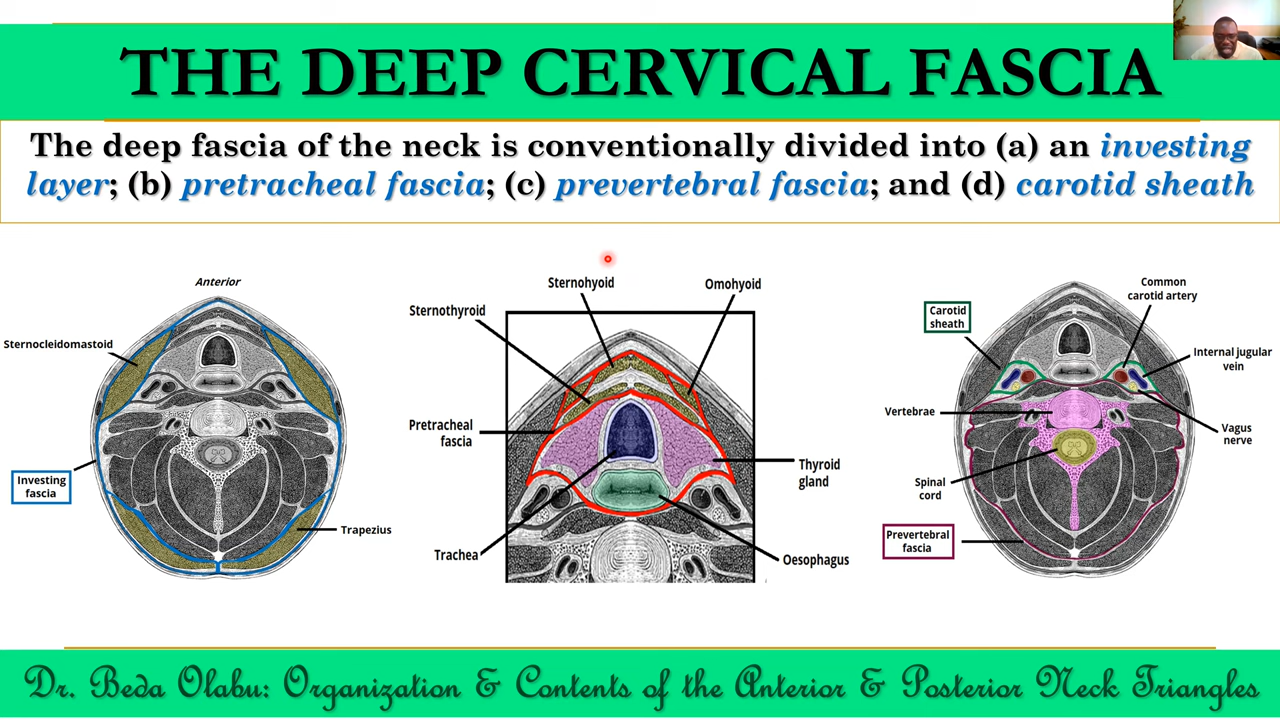 THE DEEP CERVICAL FASCIA
The deep fascia of the neck is conventionally divided into (a) an investing
layer; (b) pretracheal fascia; (c) prevertebral fascia; and (d) carotid sheath
Anterior
Sternocleidomastoid
Investing
fascia
Trapezius
Sternohyoid
Omohyoid
Sternothyroid
Pretracheal
fascia
Thyroid
gland
Trachea
Oesophagus
Common
carotid artery
Carotid
sheath
Internal jugular
vein
Vertebrae
Vagus
nerve
Spinal
cord
Prevertebral
fascia
Dr. Beda Olabu: Organization & Contents of the Anterior & Posterior Neck Triangles